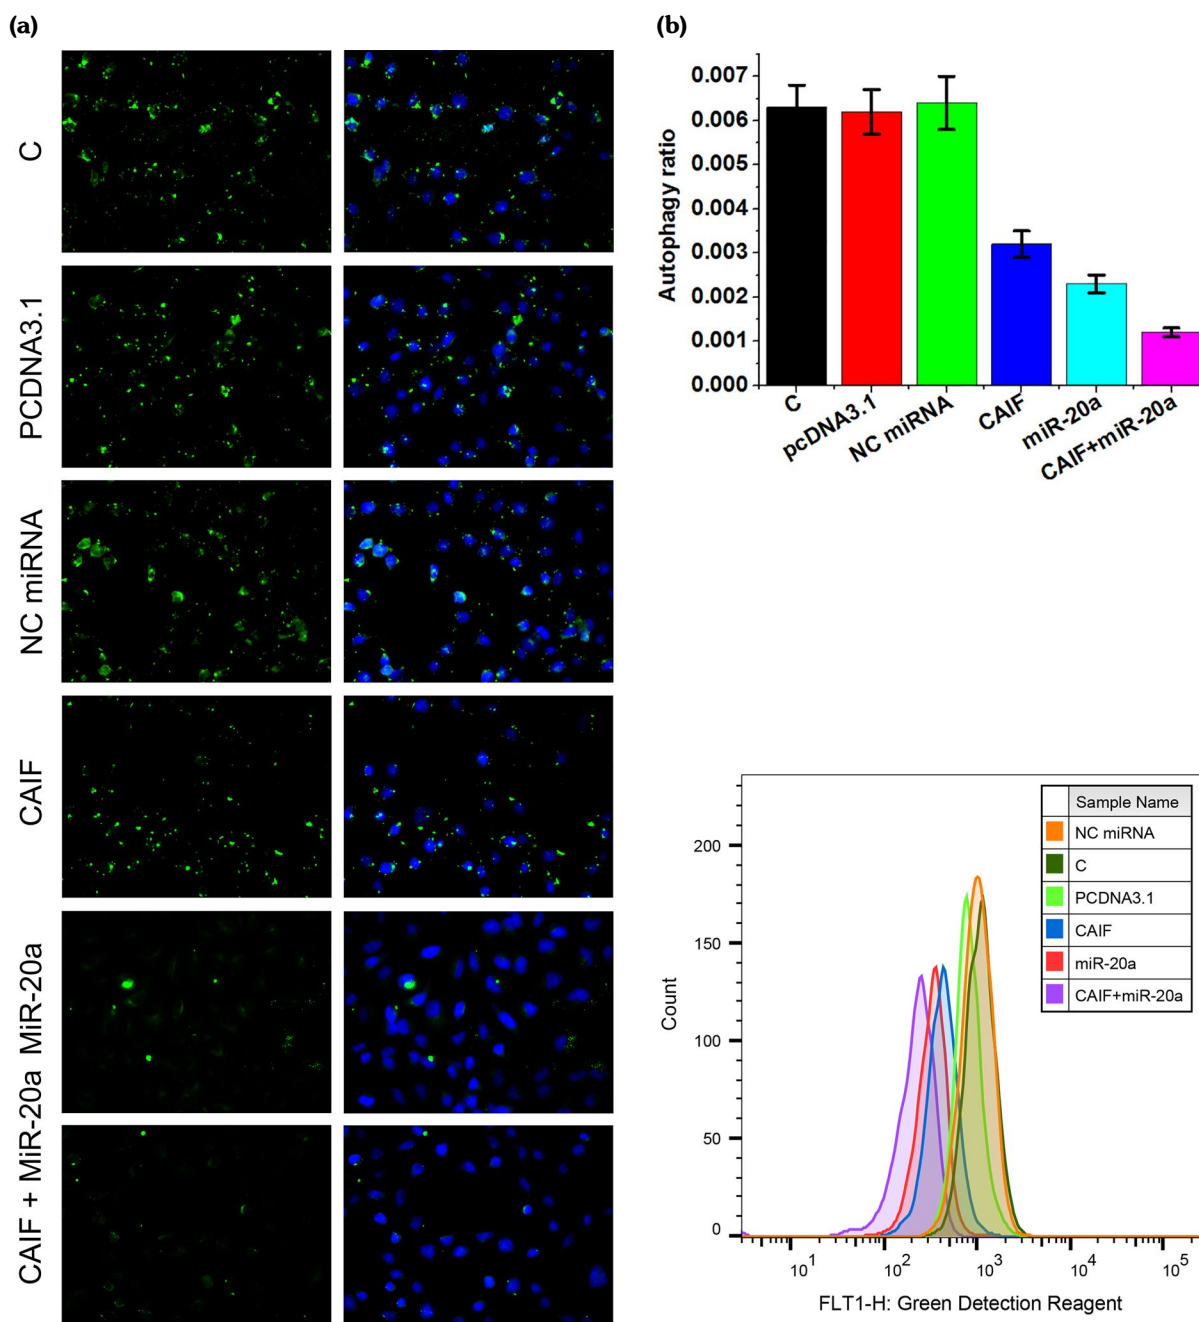 (a)
C
PCDNA3.1
NC miRNA
CAIF
MiR-20a
CAIF + MiR-20a
(b)
Autophagy ratio
0.007
0.006
0.005
0.004
0.003
0.002
0.001
0.000
C
pcDNA3.1
NC miRNA
CAIF
miR-20a
CAIF+miR-20a
Count
200
150
100
50
0
10¹ 10² 10³ 10⁴ 10⁵
FLT1-H: Green Detection Reagent
Sample Name
NC miRNA
C
PCDNA3.1
CAIF
miR-20a
CAIF+miR-20a